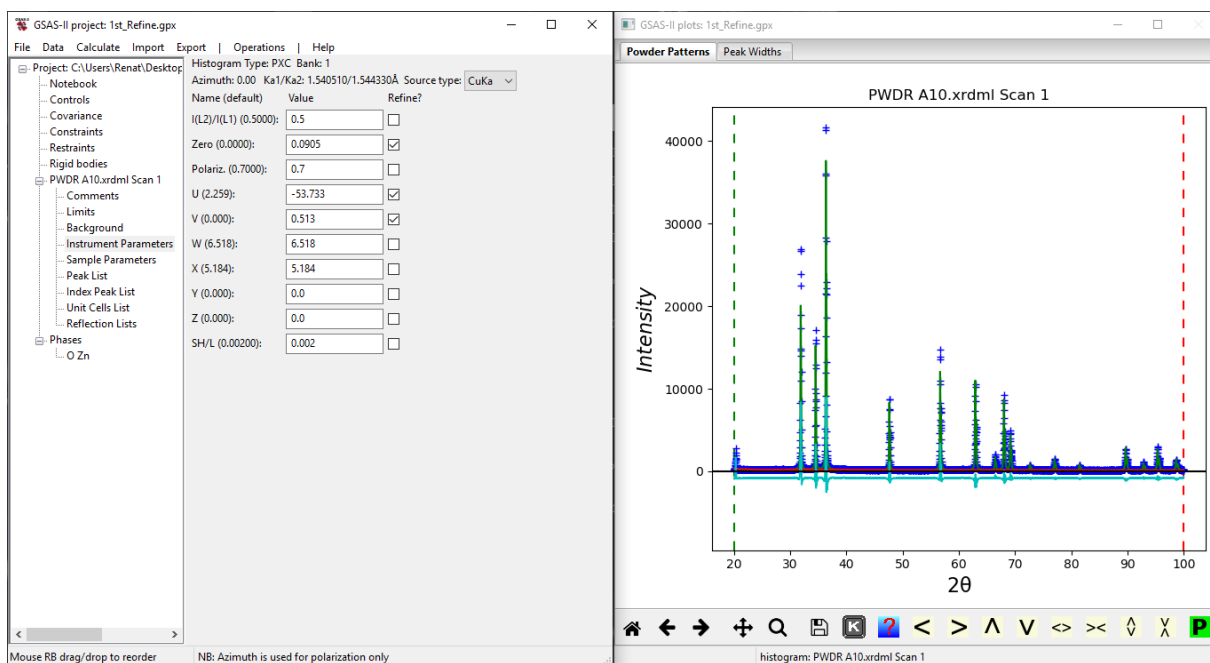 GSAS-II project: 1st_Refine.gpx
File Data Calculate Import Export | Operations | Help
Project: C:\Users\Renat\Desktop
Notebook
Controls
Covariance
Constraints
Restraints
Rigid bodies
PWDR A10.xrdml Scan 1
Comments
Limits
Background
Instrument Parameters
Sample Parameters
Peak List
Index Peak List
Unit Cells List
Reflection Lists
Phases
O Zn
Mouse RB drag/drop to reorder
Histogram Type: PXC Bank: 1
Azimuth: 0.00 Ka1/Ka2: 1.540510/1.544330Å Source type: CuKa
Name (default) Value Refine?
I(L2)/I(L1) (0.5000): 0.5
Zero (0.0000): 0.0905
Polariz. (0.7000): 0.7
U (2.259): -53.733
V (0.000): 0.513
W (6.518): 6.518
X (5.184): 5.184
Y (0.000): 0.0
Z (0.000): 0.0
SH/L (0.00200): 0.002
NB: Azimuth is used for polarization only
GSAS-II plots: 1st_Refine.gpx
Powder Patterns Peak Widths
PWDR A10.xrdml Scan 1
Intensity
40000
30000
20000
10000
0
20 30 40 50 60 70 80 90 100
2θ
K ? < > Λ V <> >< P
histogram: PWDR A10.xrdml Scan 1